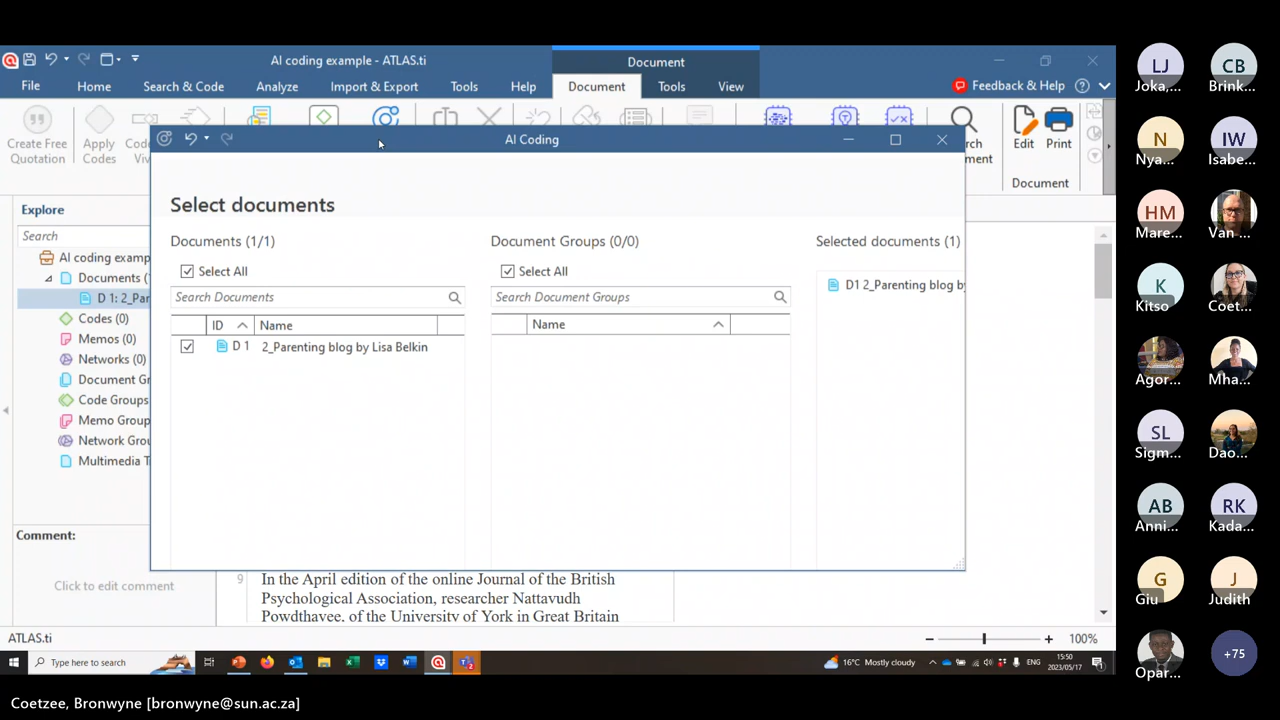 AI coding example - ATLAS.ti
Document
File
Home
Search & Code
Analyze
Import & Export
Tools
Help
Document
Tools
View
Feedback & Help
Create Free
Quotation
Apply
Codes
Edit
Print
Document
AI Coding
Explore
Search
AI coding example
Documents (1
D 1: 2_Par
Codes (0)
Memos (0)
Networks (0)
Document Gr
Code Groups
Memo Group
Network Grou
Multimedia T
Comment:
Click to edit comment
Select documents
Documents (1/1)
Select All
Search Documents
ID
Name
D 1
2_Parenting blog by Lisa Belkin
Document Groups (0/0)
Select All
Search Document Groups
Name
Selected documents (1)
D1 2_Parenting blog by
9
In the April edition of the online Journal of the British
Psychological Association, researcher Nattavudh
Powdthavee, of the University of York in Great Britain
ATLAS.ti
100%
Type here to search
16°C Mostly cloudy
ENG
15:50
2023/05/17
LJ
Joka,...
CB
Brink...
N
Nya...
IW
Isabe...
HM
Mare...
Van ...
K
Kitso
Coet...
Agor...
Mha...
SL
Sigm...
Dao...
AB
Anni...
RK
Kada...
G
Giu
J
Judith
Opar...
+75
Coetzee, Bronwyne [bronwyne@sun.ac.za]